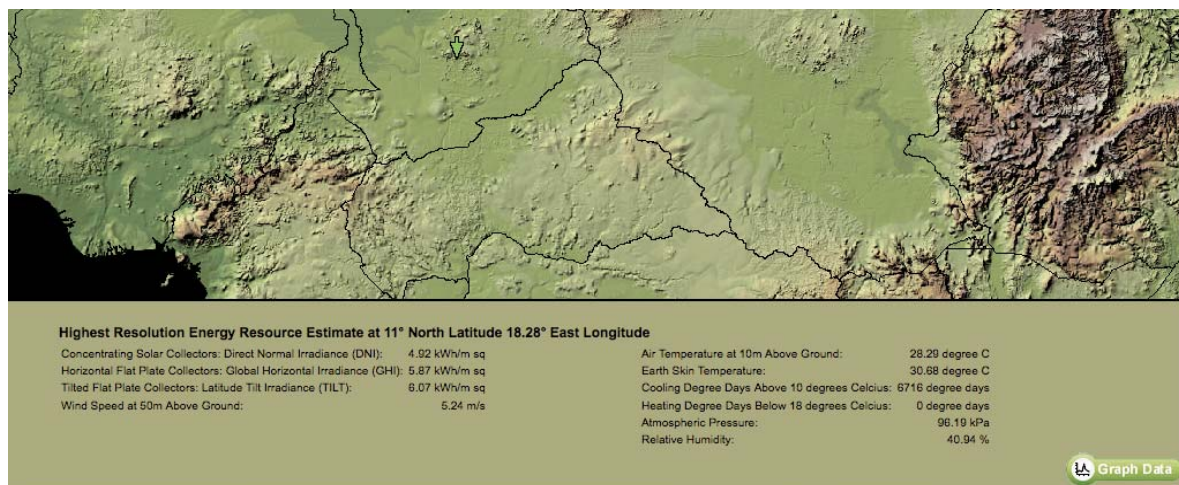 Highest Resolution Energy Resource Estimate at 11° North Latitude 18.28° East Longitude
Concentrating Solar Collectors: Direct Normal Irradiance (DNI): 4.92 kWh/m sq
Horizontal Flat Plate Collectors: Global Horizontal Irradiance (GHI): 5.87 kWh/m sq
Tilted Flat Plate Collectors: Latitude Tilt Irradiance (TILT): 6.07 kWh/m sq
Wind Speed at 50m Above Ground: 5.24 m/s
Air Temperature at 10m Above Ground: 28.29 degree C
Earth Skin Temperature: 30.68 degree C
Cooling Degree Days Above 10 degrees Celcius: 6716 degree days
Heating Degree Days Below 18 degrees Celcius: 0 degree days
Atmospheric Pressure: 96.19 kPa
Relative Humidity: 40.94 %
Graph Data